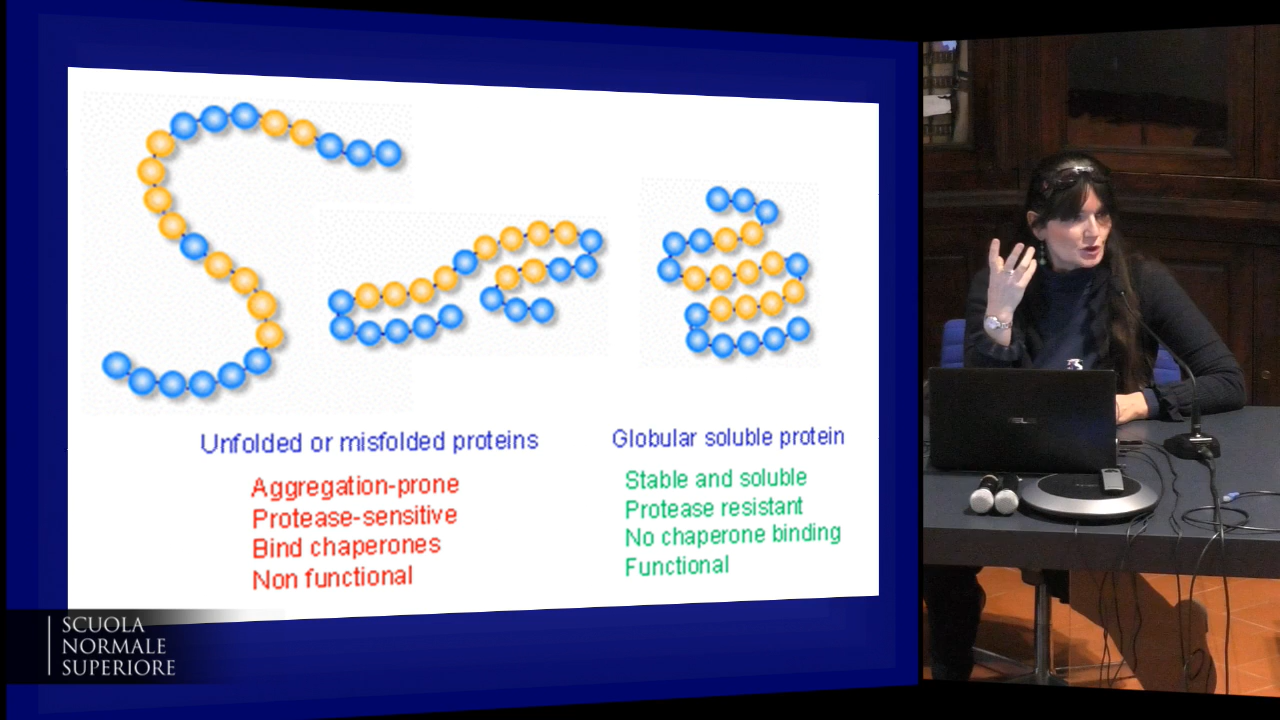 Unfolded or misfolded proteins
Aggregation-prone
Protease-sensitive
Bind chaperones
Non functional
Globular soluble protein
Stable and soluble
Protease resistant
No chaperone binding
Functional
SCUOLA
NORMALE
SUPERIORE